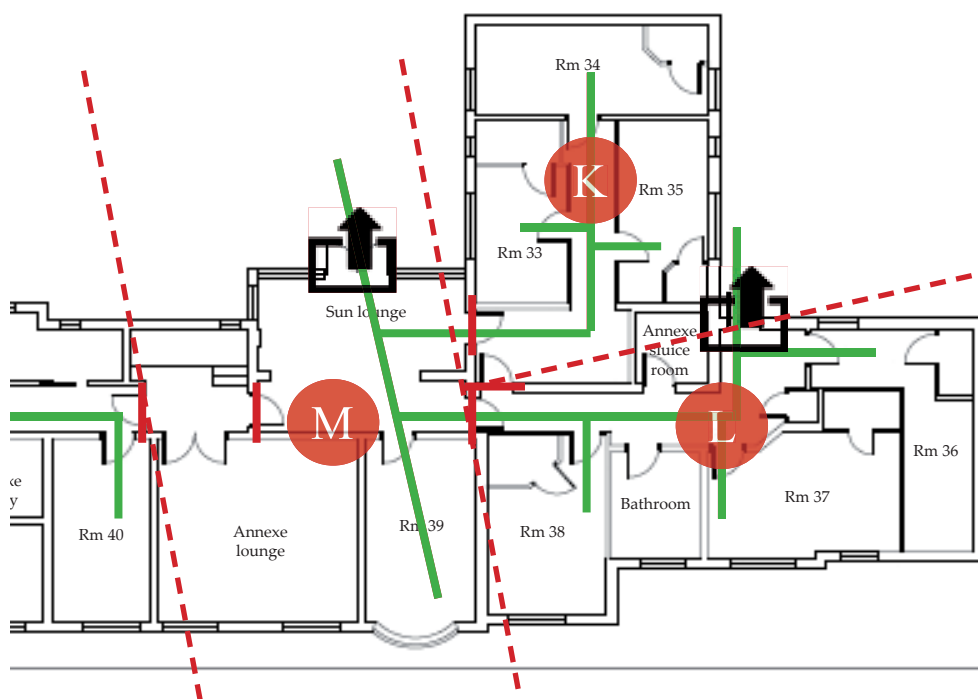 Rm 34
K
Rm 35
Rm 33
Sun lounge
Annexe
sluice
room
M
L
Rm 36
Rm 37
Bathroom
Rm 38
Rm 39
Annexe
lounge
Rm 40